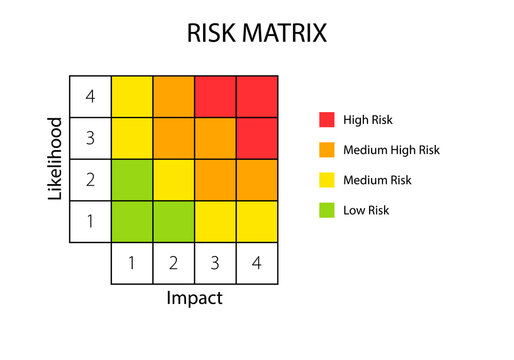 RISK MATRIX
Likelihood
4
3
2
1
1 2 3 4
Impact
High Risk
Medium High Risk
Medium Risk
Low Risk